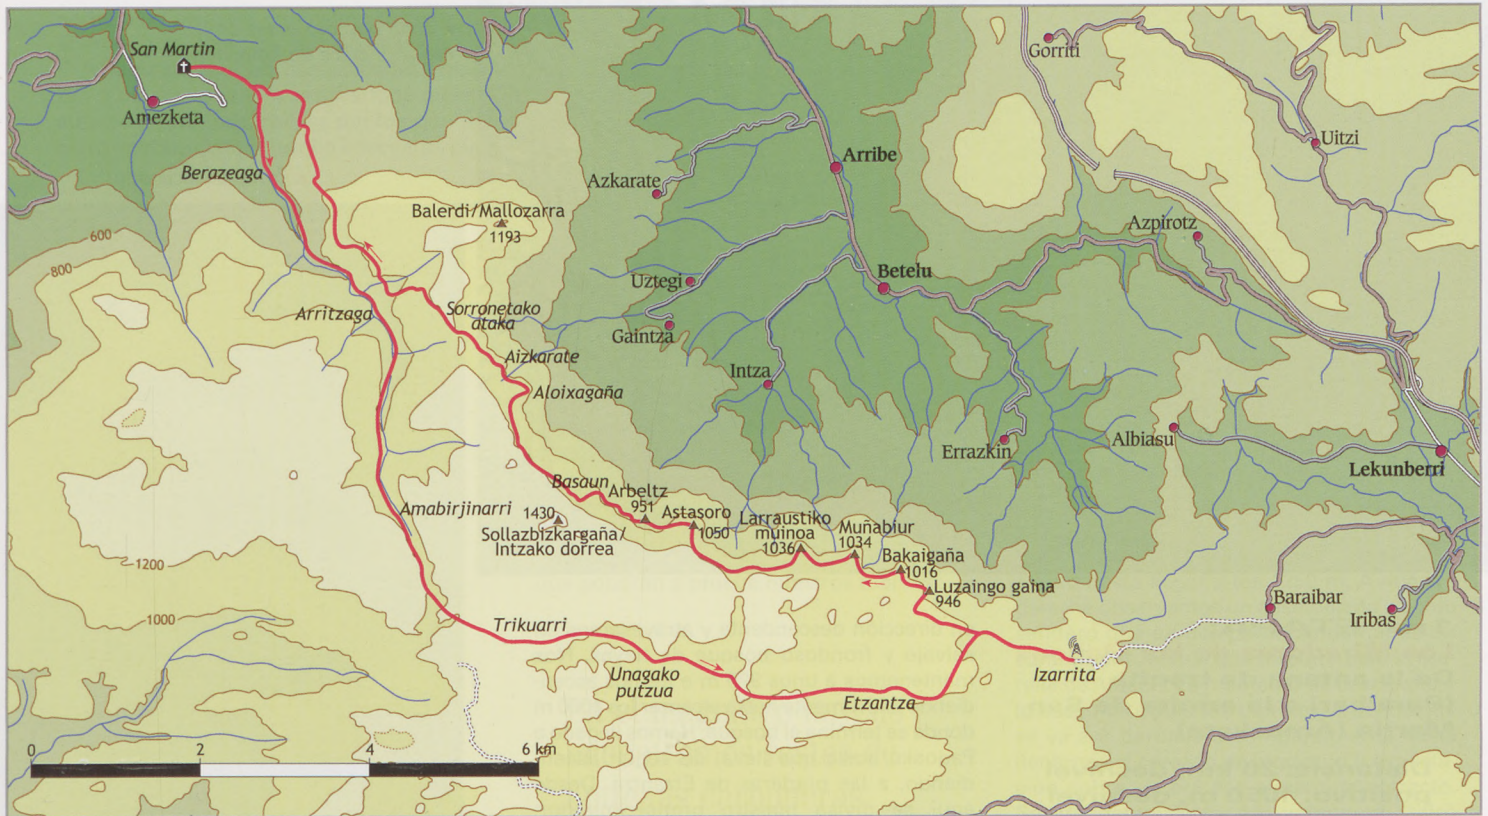 San Martin
Amezketa
Berazeaga
600
800
Balerdi/Mallozarra
1193
Arritzaga
Sorronetako
ataka
Aizkarate
Aloixagaña
Azkarate
Arribe
Uztegi
Gaintza
Betelu
Intza
Errazkin
Gorriti
Uitzi
Azpirotz
Albiasu
Lekunberri
Basaun
Arbeltz
951
Astasoro
1050
Larraustiko
muinoa
1036
Muñabiur
1034
Bakaigaña
1016
Luzaingo gaina
946
Amabirjinarri
1430
Sollazbizkargaña/
Intzako dorrea
1200
1000
Trikuarri
Unagako
putzua
Etzantza
Izarrita
Baraibar
Iribas
0
2
4
6 km